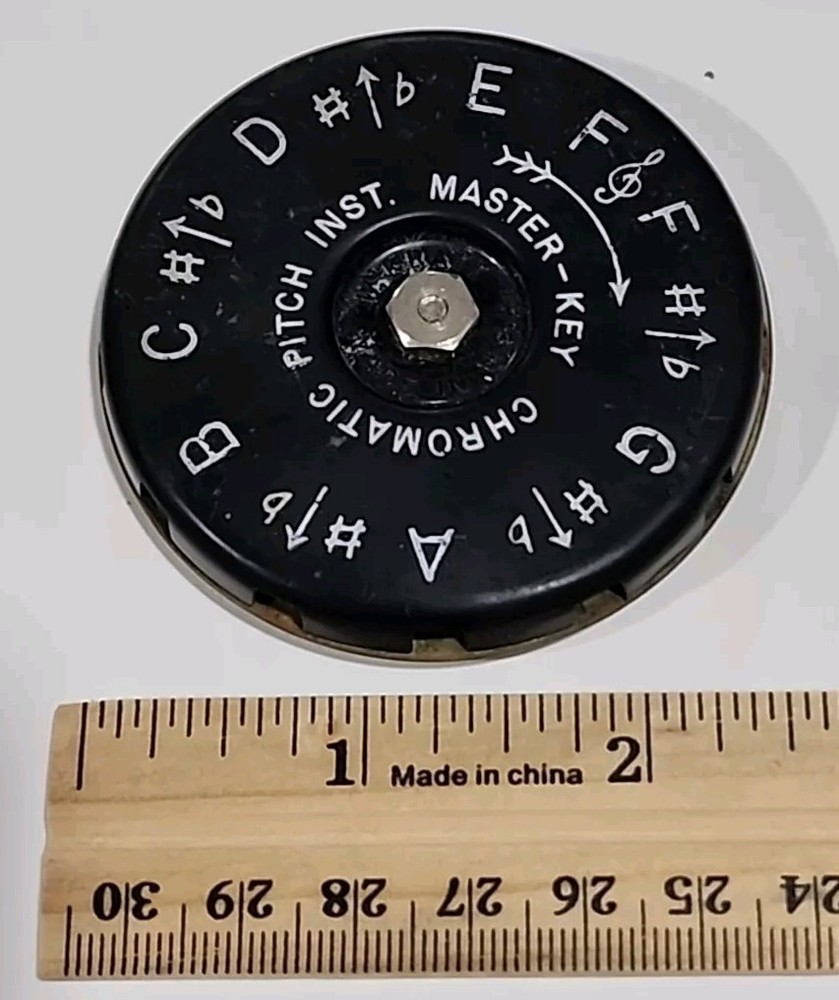 MASTER-KEY
CHROMATIC PITCH INST.
E
F
F
#♭
G
#♭
A
#♭
B
C
#♭
D
#♭
1 Made in china 2
30 29 28 27 26 25 24